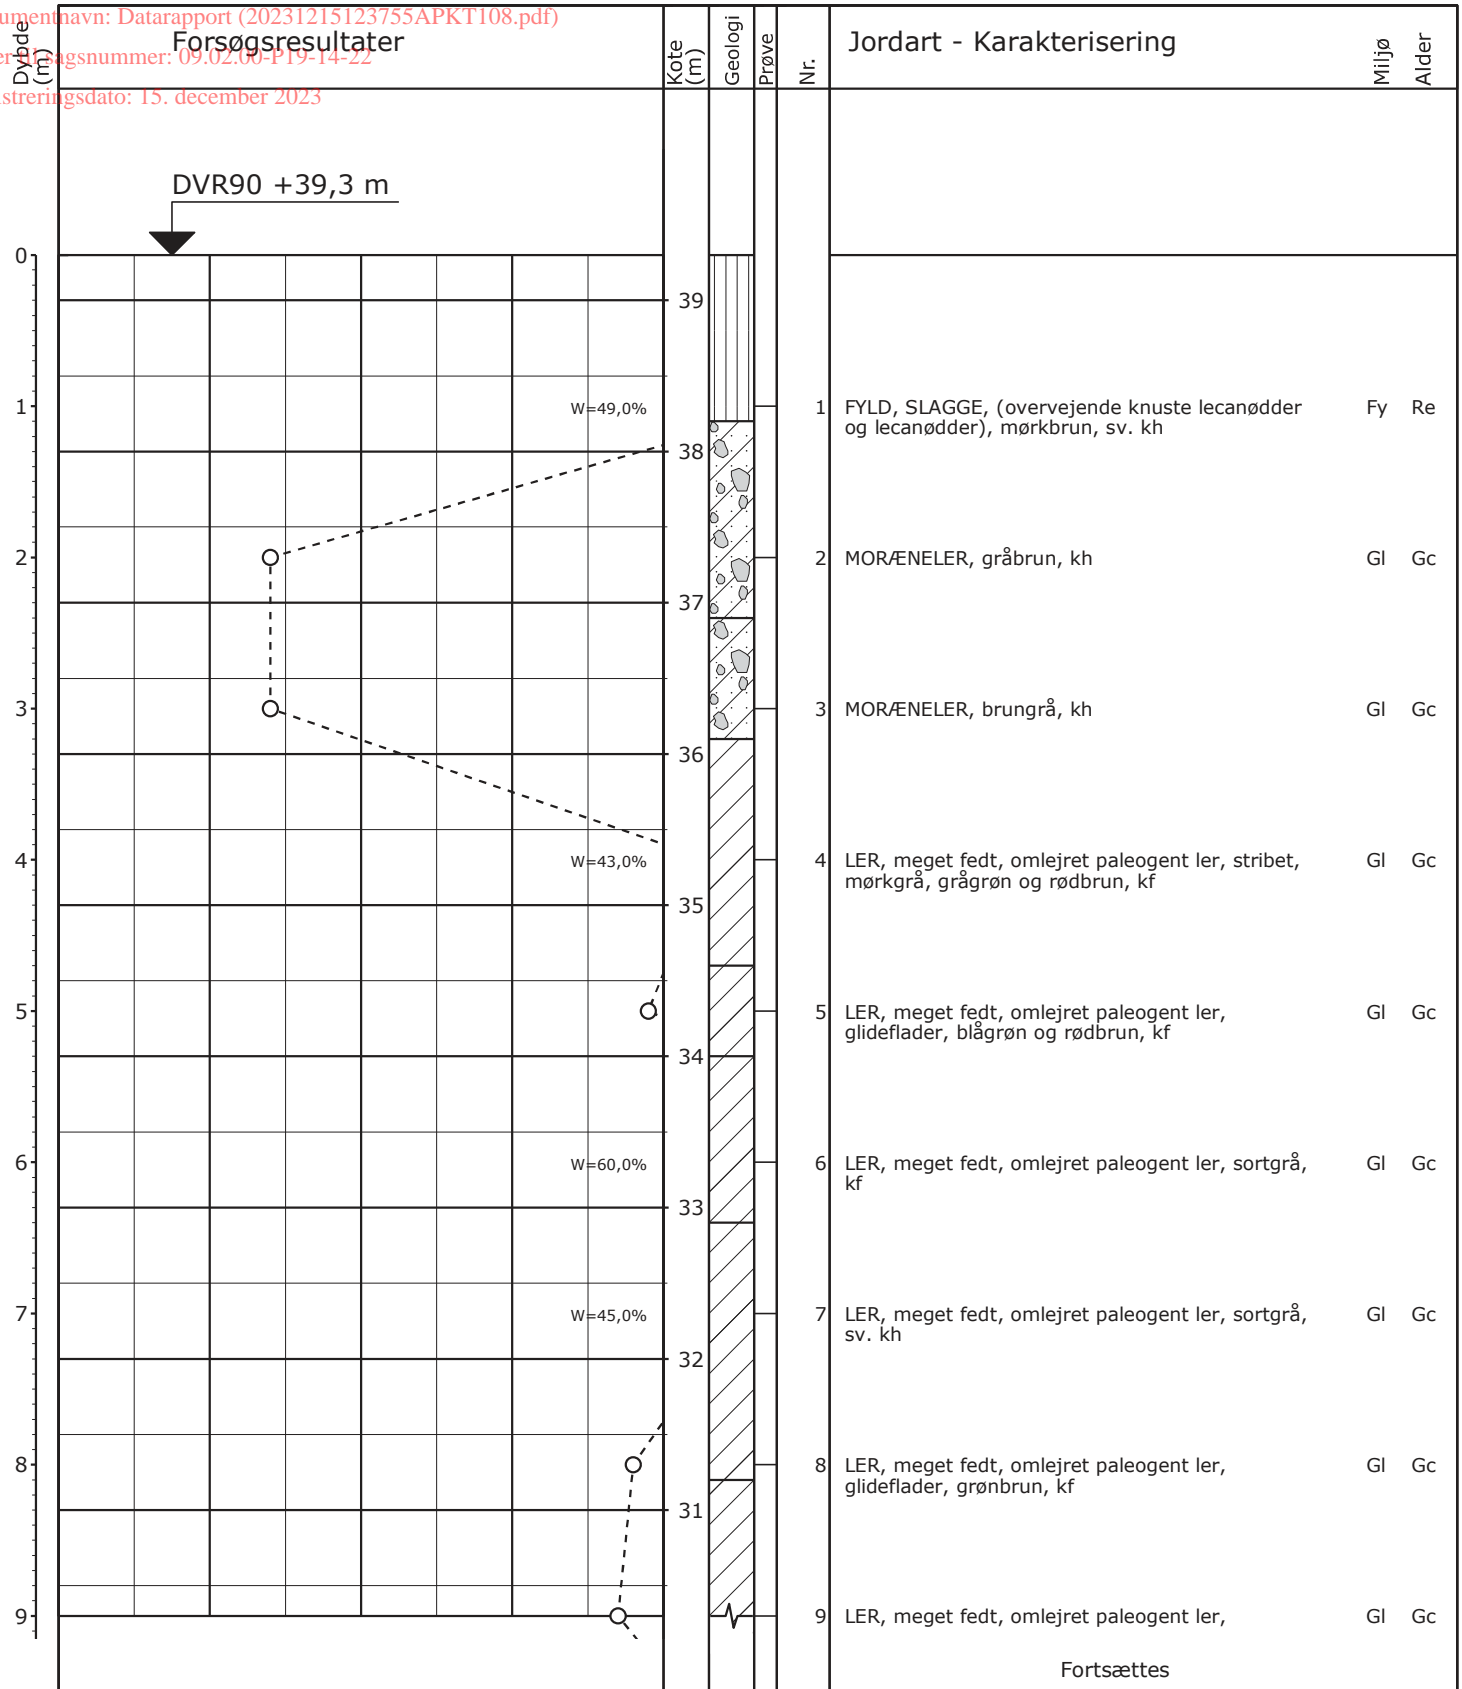 umentnavn: Datarapport (20231215123755APKT108.pdf)
er til sagsnummer: 09.02.00-P19-14-22
streringsdato: 15. december 2023
Dybde (m)
Forsøgsresultater
Kote (m)
Geologi
Prøve
Nr.
Jordart - Karakterisering
Miljø
Alder
DVR90 +39,3 m
0
39
1 W=49,0% 1 FYLD, SLAGGE, (overvejende knuste lecanødder Fy Re
og lecanødder), mørkbrun, sv. kh
38
2 2 MORÆNELER, gråbrun, kh Gl Gc
37
3 3 MORÆNELER, brungrå, kh Gl Gc
36
4 W=43,0% 4 LER, meget fedt, omlejret paleogent ler, stribet, Gl Gc
mørkgrå, grågrøn og rødbrun, kf
35
5 5 LER, meget fedt, omlejret paleogent ler, Gl Gc
glideflader, blågrøn og rødbrun, kf
34
6 W=60,0% 6 LER, meget fedt, omlejret paleogent ler, sortgrå, Gl Gc
kf
33
7 W=45,0% 7 LER, meget fedt, omlejret paleogent ler, sortgrå, Gl Gc
sv. kh
32
8 8 LER, meget fedt, omlejret paleogent ler, Gl Gc
glideflader, grønbrun, kf
31
9 9 LER, meget fedt, omlejret paleogent ler, Gl Gc
Fortsættes